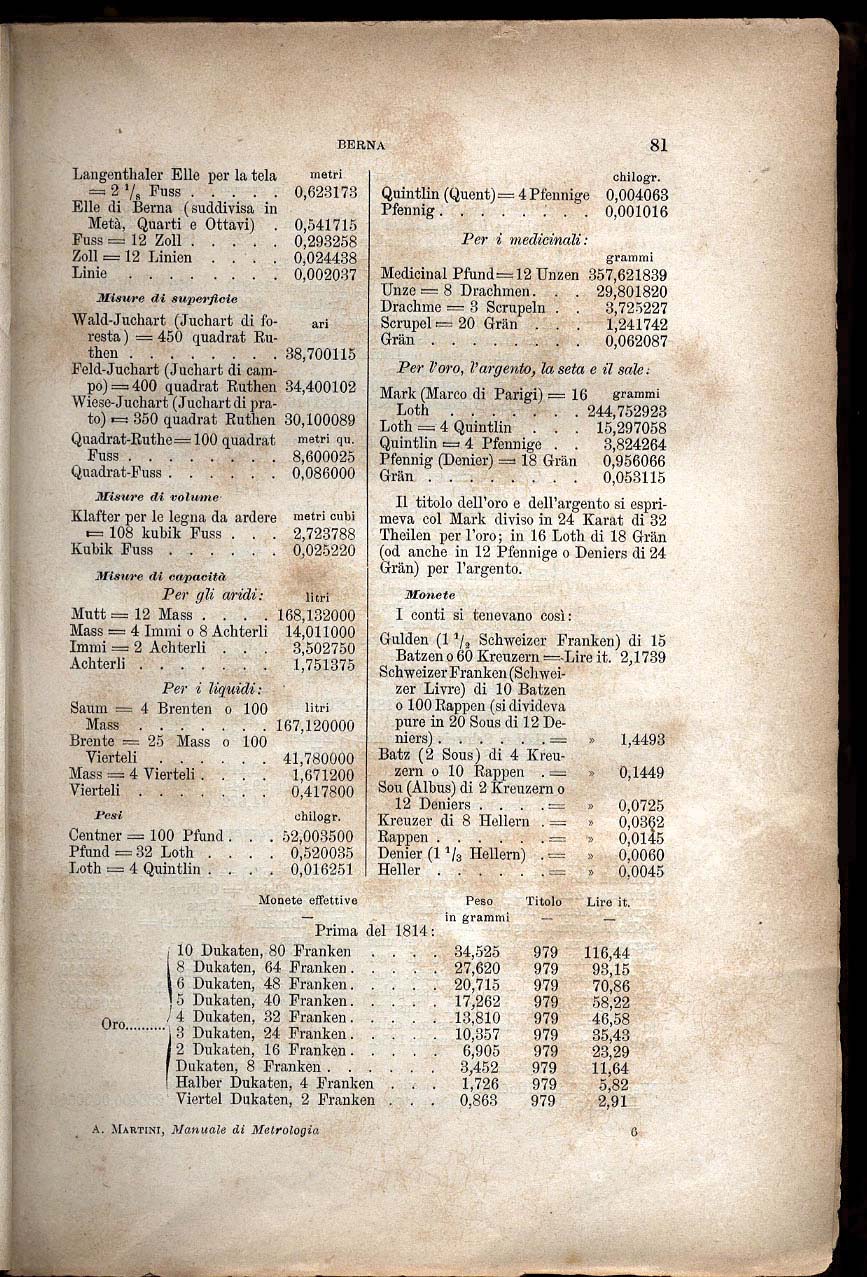 BERNA 81
Langenthaler Elle per la tela metri
= 2 1/8 Fuss . . . . . 0,623173
Elle di Berna (suddivisa in
Metà, Quarti e Ottavi) . 0,541715
Fuss = 12 Zoll . . . . . 0,293258
Zoll = 12 Linien . . . . 0,024438
Linie . . . . . . . . 0,002037
Misure di superficie
Wald-Juchart (Juchart di fo- ari
resta) = 450 quadrat Ru-
then . . . . . . . . 38,700115
Feld-Juchart (Juchart di cam-
po) = 400 quadrat Ruthen 34,400102
Wiese-Juchart (Juchart di pra-
to) = 350 quadrat Ruthen 30,100089
Quadrat-Ruthe = 100 quadrat metri qu.
Fuss . . . . . . . . 8,600025
Quadrat-Fuss . . . . . . 0,086000
Misure di volume
Klafter per le legna da ardere metri cubi
= 108 kubik Fuss . . . 2,723788
Kubik Fuss . . . . . . 0,025220
Misure di capacità
Per gli aridi: litri
Mutt = 12 Mass . . . . 168,132000
Mass = 4 Immi o 8 Achterli 14,011000
Immi = 2 Achterli . . . 3,502750
Achterli . . . . . . . 1,751375
Per i liquidi:
Saum = 4 Brenten o 100 litri
Mass . . . . . . . 167,120000
Brente = 25 Mass o 100
Vierteli . . . . . . 41,780000
Mass = 4 Vierteli . . . . 1,671200
Vierteli . . . . . . . 0,417800
Pesi chilogr.
Centner = 100 Pfund . . . 52,003500
Pfund = 32 Loth . . . . 0,520035
Loth = 4 Quintlin . . . . 0,016251
chilogr.
Quintlin (Quent) = 4 Pfennige 0,004063
Pfennig . . . . . . . . 0,001016
Per i medicinali:
grammi
Medicinal Pfund = 12 Unzen 357,621839
Unze = 8 Drachmen . . . 29,801820
Drachme = 3 Scrupeln . . 3,725227
Scrupel = 20 Grän . . . 1,241742
Grän . . . . . . . . 0,062087
Per l'oro, l'argento, la seta e il sale:
Mark (Marco di Parigi) = 16 grammi
Loth . . . . . . . 244,752923
Loth = 4 Quintlin . . . 15,297058
Quintlin = 4 Pfennige . . 3,824264
Pfennig (Denier) = 18 Grän 0,956066
Grän . . . . . . . . 0,053115
Il titolo dell'oro e dell'argento si espri-
meva col Mark diviso in 24 Karat di 32
Theilen per l'oro; in 16 Loth di 18 Grän
(od anche in 12 Pfennige o Deniers di 24
Grän) per l'argento.
Monete
I conti si tenevano così:
Gulden (1 1/2 Schweizer Franken) di 15
Batzen o 60 Kreuzern = Lire it. 2,1739
Schweizer Franken (Schwei-
zer Livre) di 10 Batzen
o 100 Rappen (si divideva
pure in 20 Sous di 12 De-
niers) . . . . . . = » 1,4493
Batz (2 Sous) di 4 Kreu-
zern o 10 Rappen . = » 0,1449
Sou (Albus) di 2 Kreuzern o
12 Deniers . . . . = » 0,0725
Kreuzer di 8 Hellern . = » 0,0362
Rappen . . . . . . = » 0,0145
Denier (1 1/3 Hellern) . = » 0,0060
Heller . . . . . . = » 0,0045
Monete effettive Peso Titolo Lire it.
— in grammi — —
Prima del 1814:
10 Dukaten, 80 Franken . . . . 34,525 979 116,44
8 Dukaten, 64 Franken . . . . . 27,620 979 93,15
6 Dukaten, 48 Franken . . . . . 20,715 979 70,86
5 Dukaten, 40 Franken . . . . . 17,262 979 58,22
Oro.......... 4 Dukaten, 32 Franken . . . . . 13,810 979 46,58
3 Dukaten, 24 Franken . . . . . 10,357 979 35,43
2 Dukaten, 16 Franken . . . . . 6,905 979 23,29
Dukaten, 8 Franken . . . . . . 3,452 979 11,64
Halber Dukaten, 4 Franken . . . 1,726 979 5,82
Viertel Dukaten, 2 Franken . . . 0,863 979 2,91
A. MARTINI, Manuale di Metrologia 6